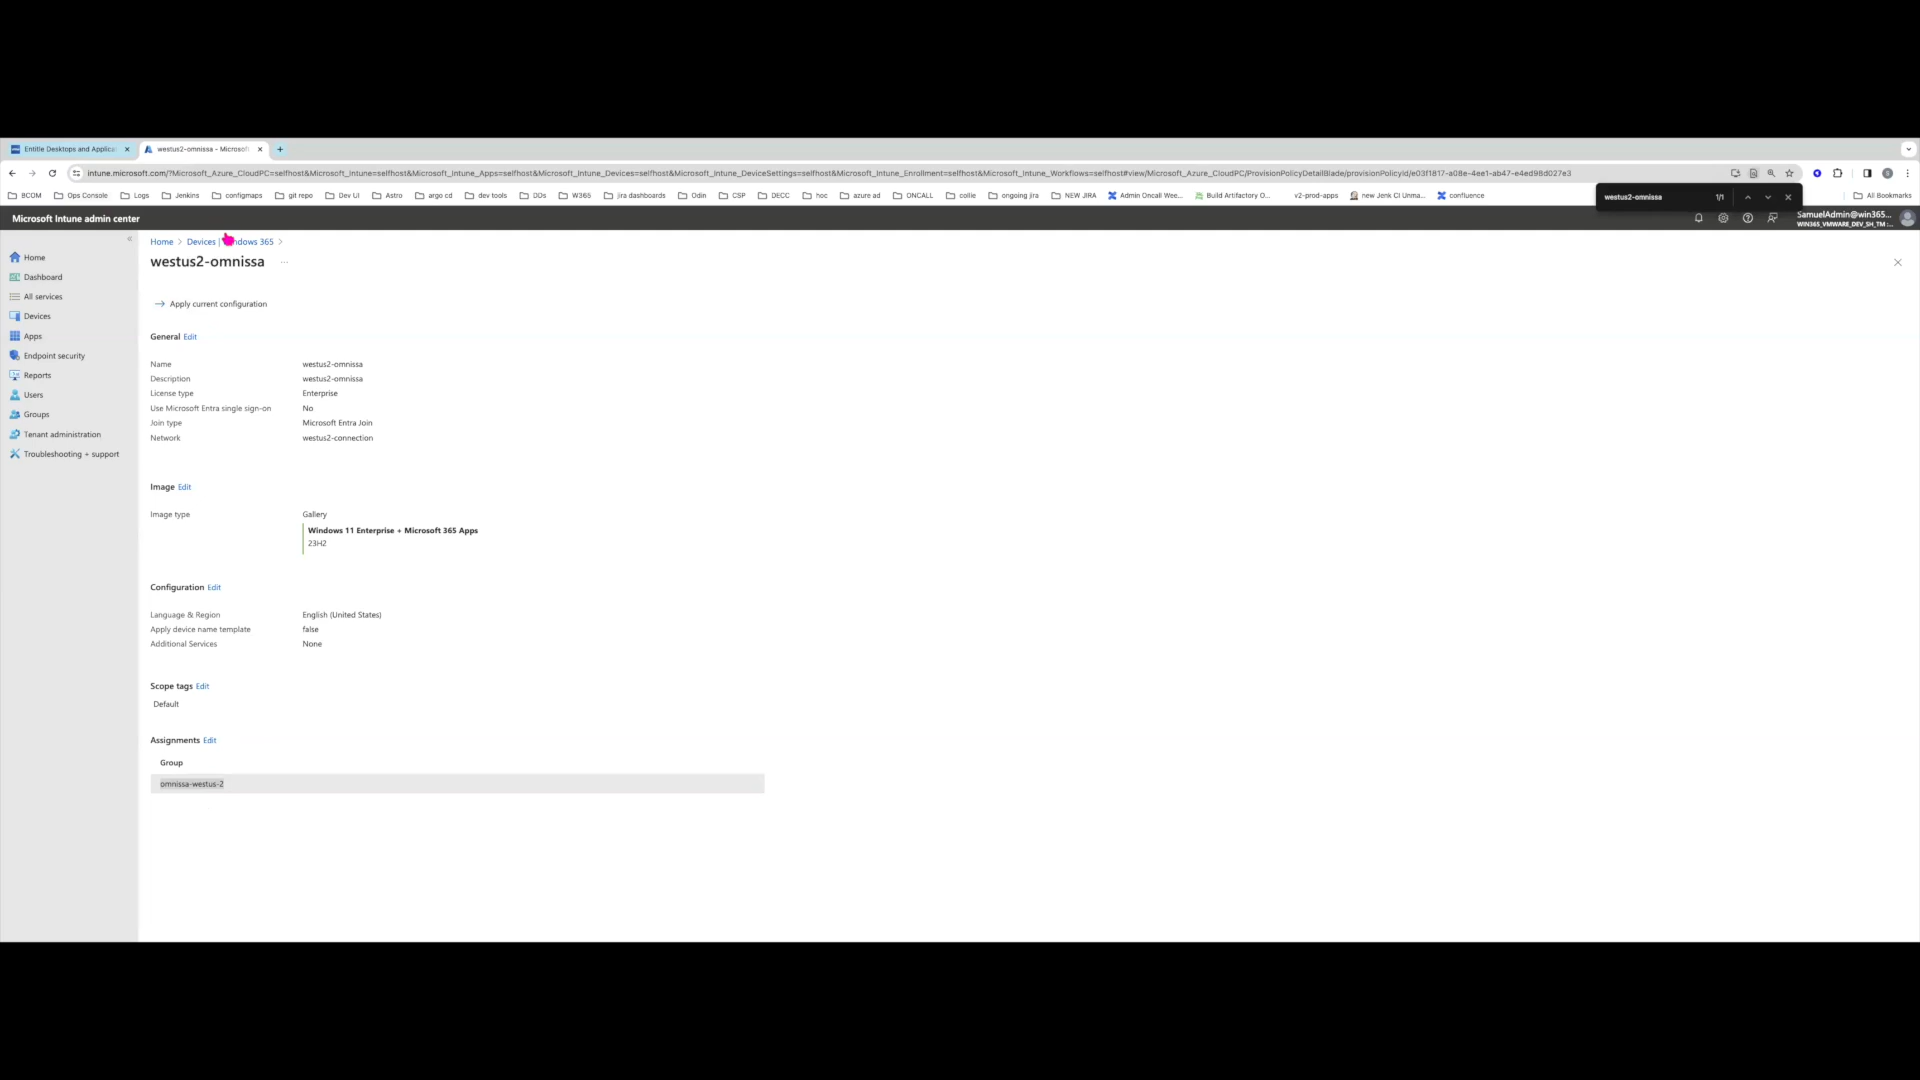 Entitle Desktops and Applica
westus2-omnissa - Microsof
intune.microsoft.com/?Microsoft_Azure_CloudPC=selfhost&Microsoft_Intune=selfhost&Microsoft_Intune_Apps=selfhost&Microsoft_Intune_Devices=selfhost&Microsoft_Intune_DeviceSettings=selfhost&Microsoft_Intune_Enrollment=selfhost&Microsoft_Intune_Workflows=selfhost#view/Microsoft_Azure_CloudPC/ProvisionPolicyDetailBlade/provisionPolicyId/e03f1817-a08e-4ee1-ab47-e4ed98d027e3
BCOM Ops Console Logs Jenkins configmaps git repo Dev UI Astro argo cd dev tools DDs W365 jira dashboards Odin CSP DECC hoc azure ad ONCALL collie ongoing jira NEW JIRA Admin Oncall Wee... Build Artifactory O... v2-prod-apps new Jenk CI Unma... confluence All Bookmarks
westus2-omnissa 1/1
Microsoft Intune admin center
SamuelAdmin@win365...
WIN365_VMWARE_DEV_SH_TM :...
Home
Dashboard
All services
Devices
Apps
Endpoint security
Reports
Users
Groups
Tenant administration
Troubleshooting + support
Home > Devices | ndows 365 >
westus2-omnissa ...
Apply current configuration
General Edit
Name westus2-omnissa
Description westus2-omnissa
License type Enterprise
Use Microsoft Entra single sign-on No
Join type Microsoft Entra Join
Network westus2-connection
Image Edit
Image type Gallery
Windows 11 Enterprise + Microsoft 365 Apps
23H2
Configuration Edit
Language & Region English (United States)
Apply device name template false
Additional Services None
Scope tags Edit
Default
Assignments Edit
Group
omnissa-westus-2